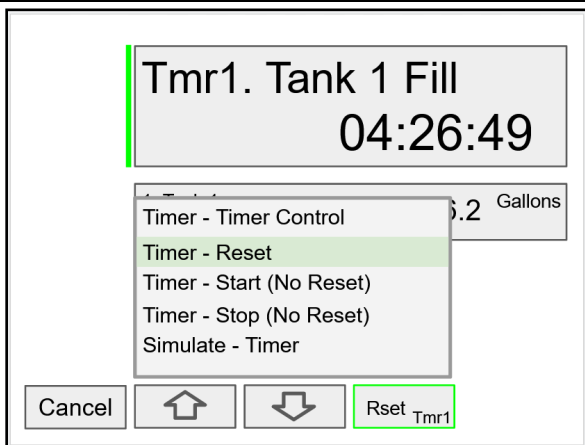 Tmr1. Tank 1 Fill
04:26:49
.2 Gallons
Timer - Timer Control
Timer - Reset
Timer - Start (No Reset)
Timer - Stop (No Reset)
Simulate - Timer
Cancel
Rset Tmr1